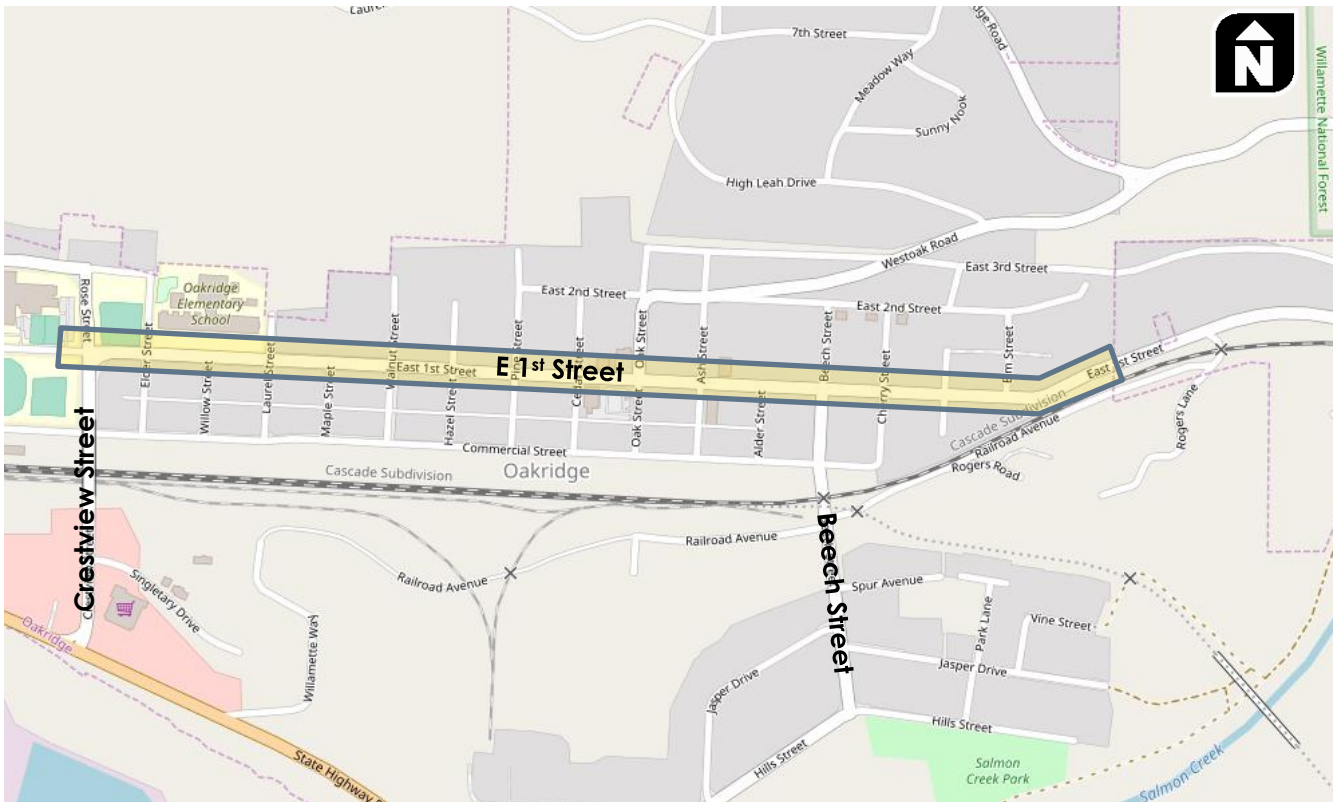 Laurel
7th Street
Meadow Way
Sunny Nook
High Leah Drive
N
Willamette National Forest
Westoak Road
East 3rd Street
East 2nd Street
East 2nd Street
Rose Street
Oakridge
Elementary
School
Elder Street
Willow Street
Laurel Street
Maple Street
Walnut Street
East 1st Street
Hazel Street
Pine Street
E 1st Street
Oak Street
Oak Street
Ash Street
Alder Street
Beech Street
Cherry Street
Elm Street
East 1st Street
Cascade Subdivision
Railroad Avenue
Rogers Road
Rogers Lane
Commercial Street
Cascade Subdivision
Oakridge
Crestview Street
Singletary Drive
Oakridge
Willamette Way
State Highway
Railroad Avenue
Railroad Avenue
Beech Street
Spur Avenue
Park Lane
Vine Street
Jasper Drive
Jasper Drive
Hills Street
Hills Street
Salmon
Creek Park
Salmon Creek